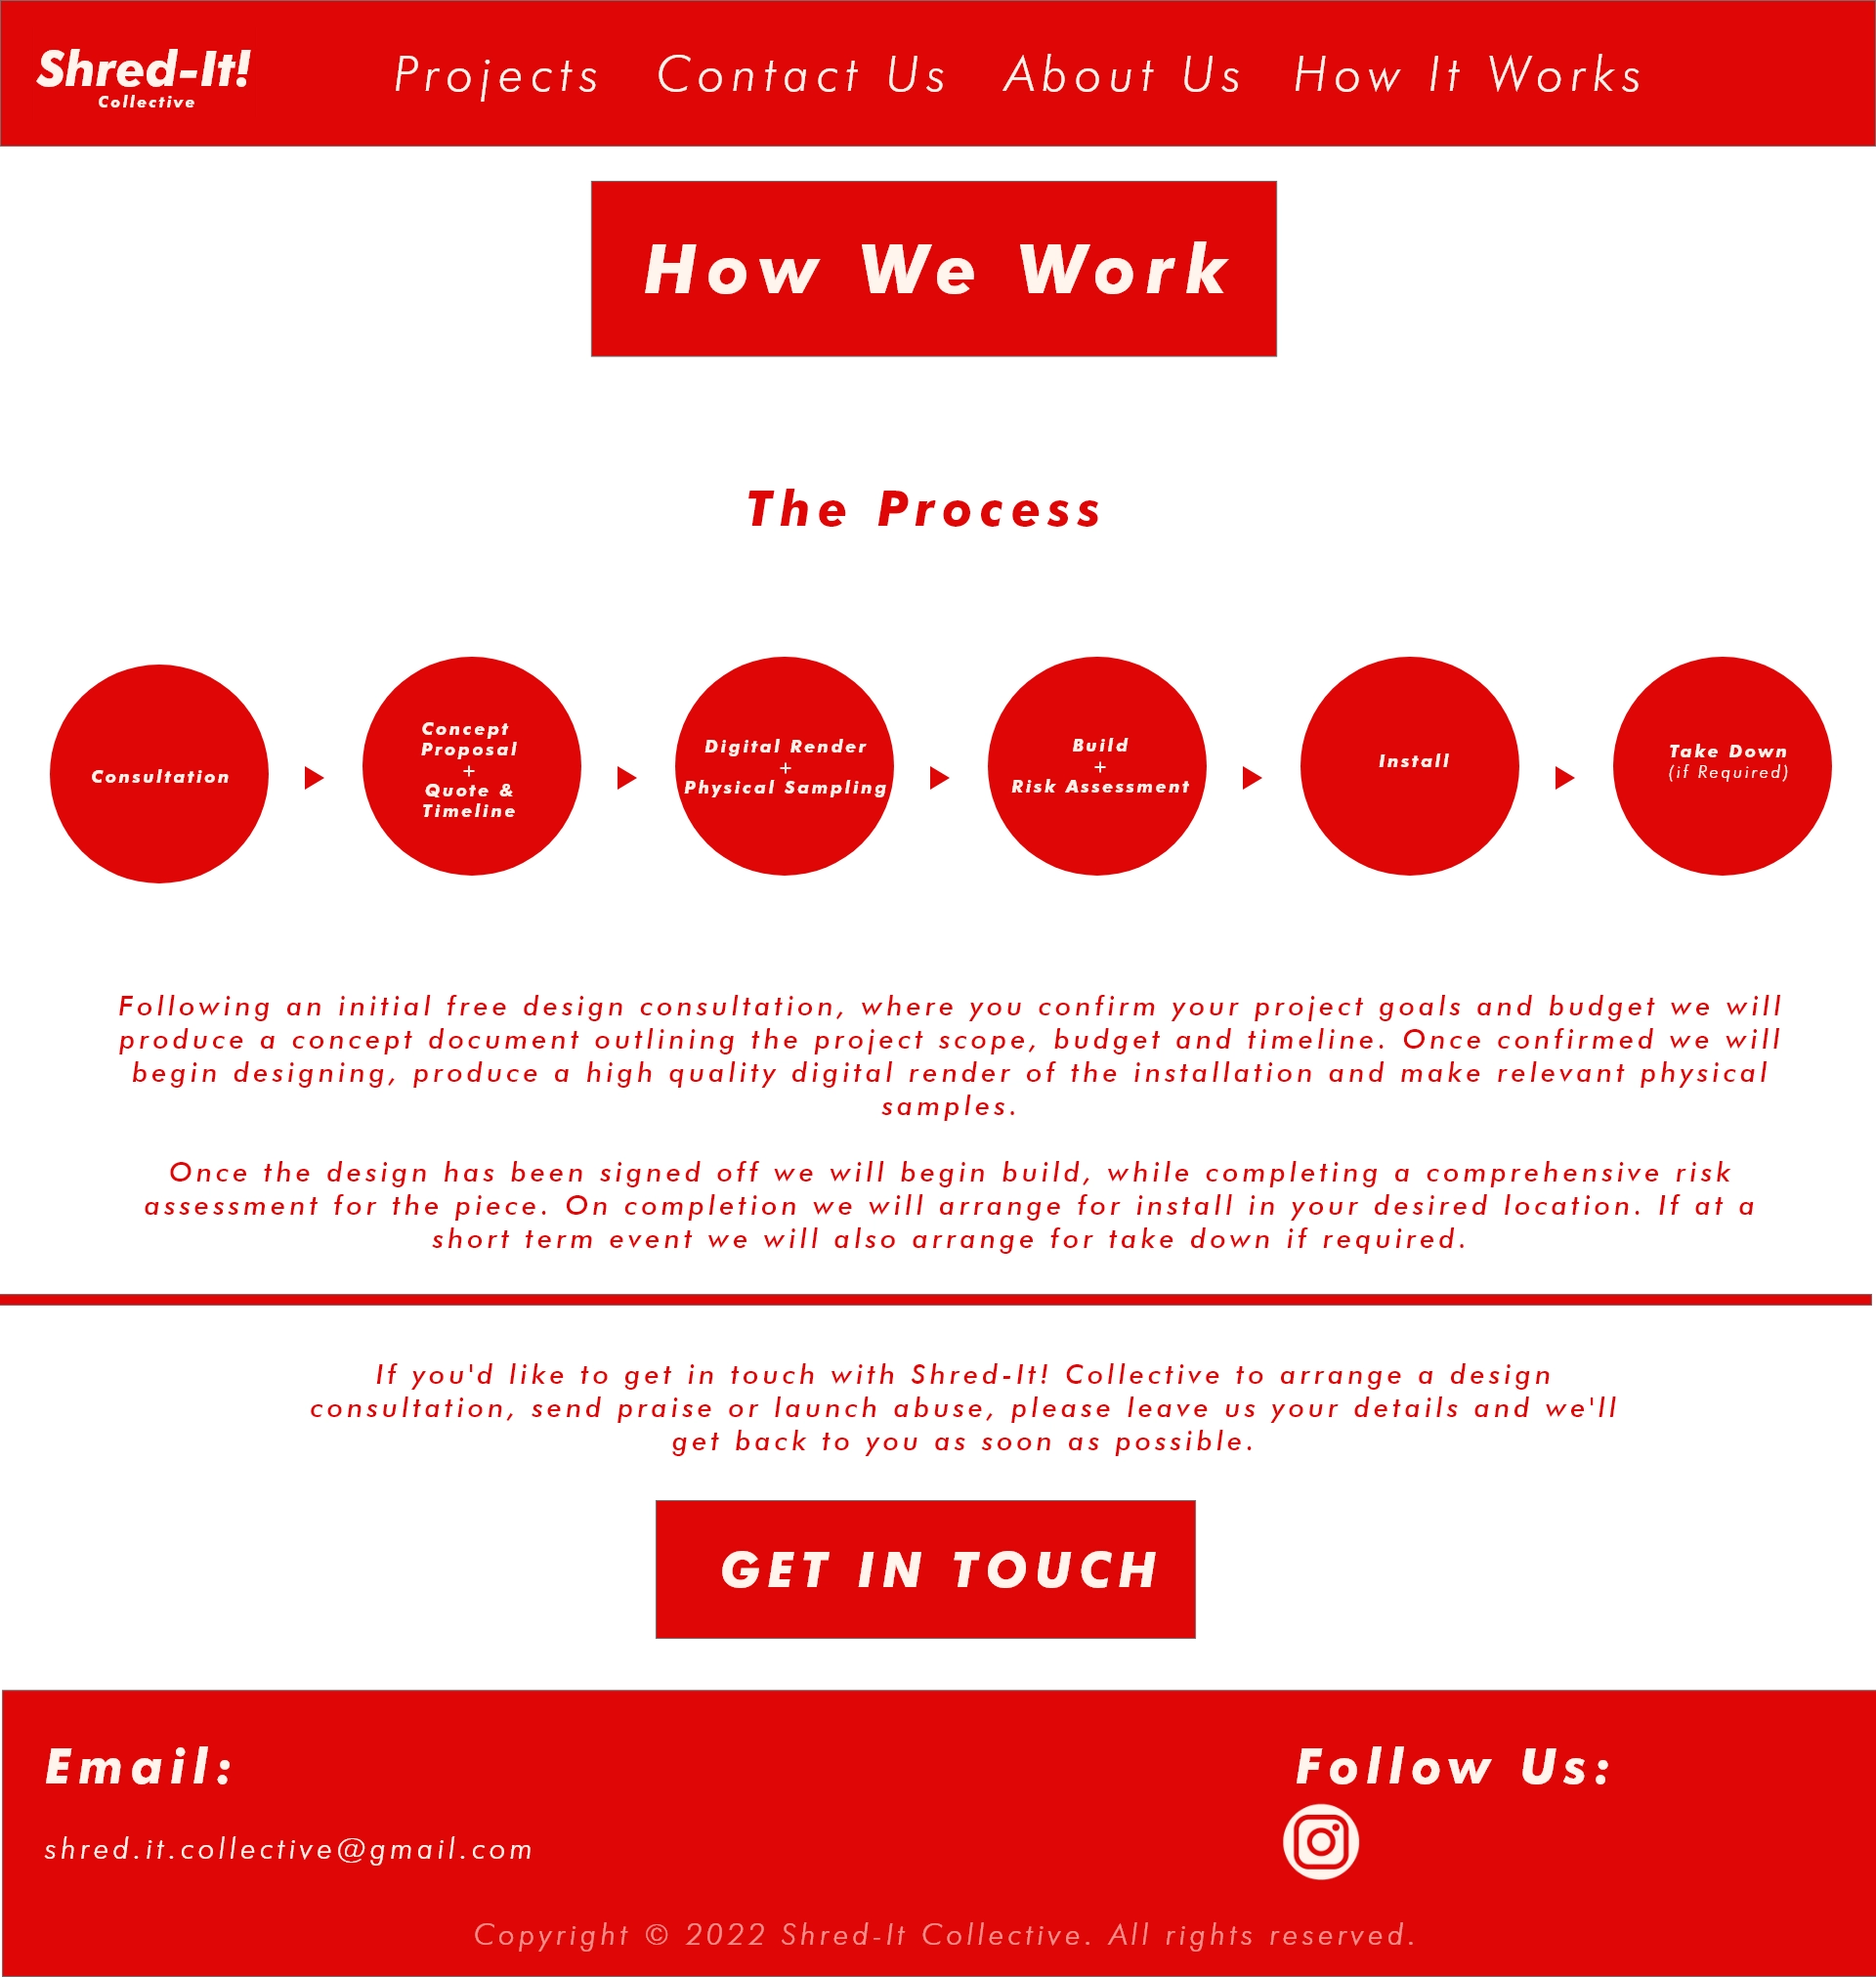 Shred-It!
Collective
Projects Contact Us About Us How It Works
How We Work
The Process
Consultation
Concept
Proposal
+
Quote &
Timeline
Digital Render
+
Physical Sampling
Build
+
Risk Assessment
Install
Take Down
(if Required)
Following an initial free design consultation, where you confirm your project goals and budget we will
produce a concept document outlining the project scope, budget and timeline. Once confirmed we will
begin designing, produce a high quality digital render of the installation and make relevant physical
samples.
Once the design has been signed off we will begin build, while completing a comprehensive risk
assessment for the piece. On completion we will arrange for install in your desired location. If at a
short term event we will also arrange for take down if required.
If you'd like to get in touch with Shred-It! Collective to arrange a design
consultation, send praise or launch abuse, please leave us your details and we'll
get back to you as soon as possible.
GET IN TOUCH
Email:
shred.it.collective@gmail.com
Follow Us:
Copyright © 2022 Shred-It Collective. All rights reserved.